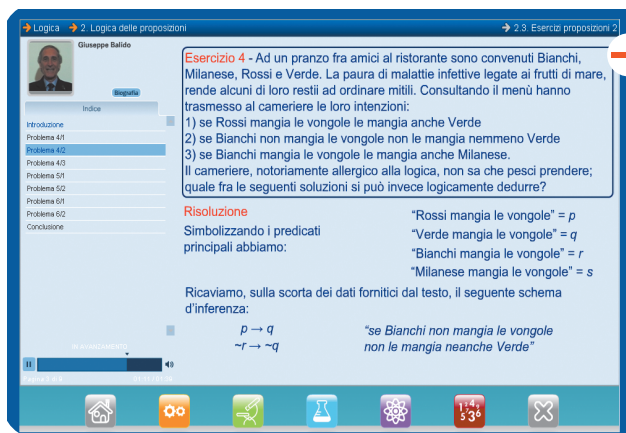 Logica 2. Logica delle proposizioni 2.3. Esercizi proposizioni 2
Giuseppe Balido
Biografia
Indice
Introduzione
Problema 4/1
Problema 4/2
Problema 4/3
Problema 5/1
Problema 5/2
Problema 6/1
Problema 6/2
Conclusione
IN AVANZAMENTO
Esercizio 4 - Ad un pranzo fra amici al ristorante sono convenuti Bianchi,
Milanese, Rossi e Verde. La paura di malattie infettive legate ai frutti di mare,
rende alcuni di loro restii ad ordinare mitili. Consultando il menù hanno
trasmesso al cameriere le loro intenzioni:
1) se Rossi mangia le vongole le mangia anche Verde
2) se Bianchi non mangia le vongole non le mangia nemmeno Verde
3) se Bianchi mangia le vongole le mangia anche Milanese.
Il cameriere, notoriamente allergico alla logica, non sa che pesci prendere;
quale fra le seguenti soluzioni si può invece logicamente dedurre?
Risoluzione
Simbolizzando i predicati
principali abbiamo:
“Rossi mangia le vongole” = p
“Verde mangia le vongole” = q
“Bianchi mangia le vongole” = r
“Milanese mangia le vongole” = s
Ricaviamo, sulla scorta dei dati fornitici dal testo, il seguente schema
d’inferenza:
p → q
~r → ~q
“se Bianchi non mangia le vongole
non le mangia neanche Verde”